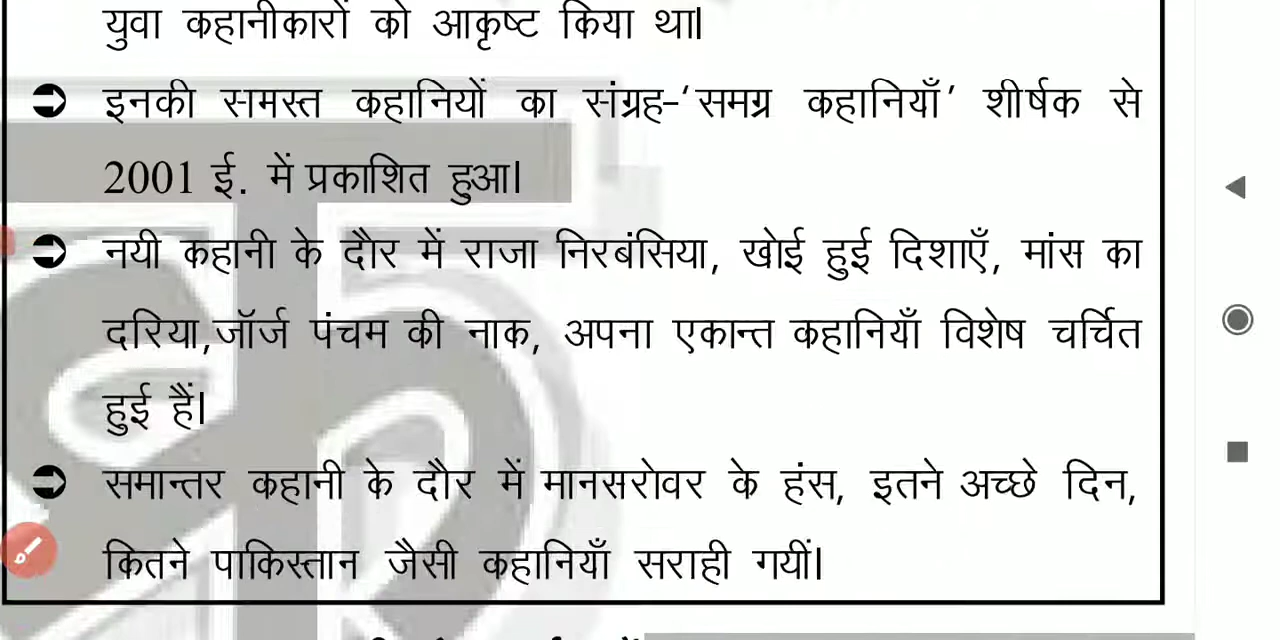 युवा कहानीकारों को आकृष्ट किया था।
➲ इनकी समस्त कहानियों का संग्रह-‘समग्र कहानियाँ’ शीर्षक से
2001 ई. में प्रकाशित हुआ।
➲ नयी कहानी के दौर में राजा निरबंसिया, खोई हुई दिशाएँ, मांस का
दरिया,जॉर्ज पंचम की नाक, अपना एकान्त कहानियाँ विशेष चर्चित
हुई हैं।
➲ समान्तर कहानी के दौर में मानसरोवर के हंस, इतने अच्छे दिन,
कितने पाकिस्तान जैसी कहानियाँ सराही गयीं।